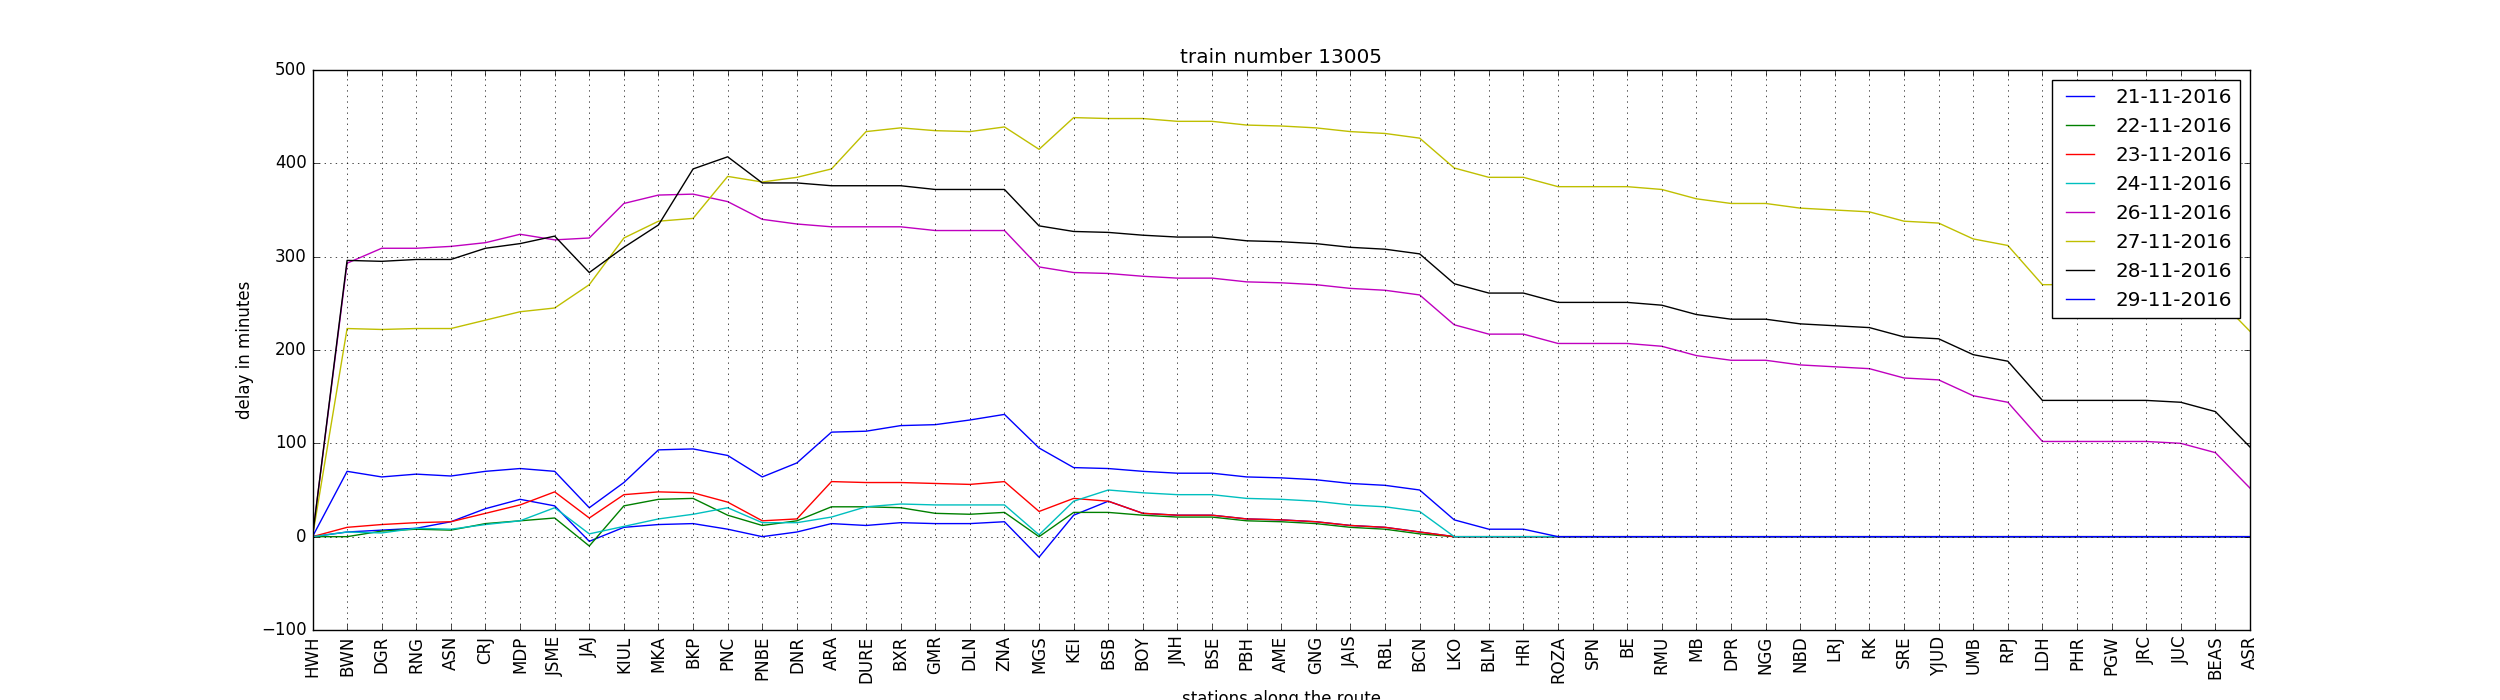 train number 13005
500
400
300
200
100
0
−100
delay in minutes
21-11-2016
22-11-2016
23-11-2016
24-11-2016
26-11-2016
27-11-2016
28-11-2016
29-11-2016
HWH
BWN
DGR
RNG
ASN
CRJ
MDP
JSME
JAJ
KIUL
MKA
BKP
PNC
PNBE
DNR
ARA
DURE
BXR
GMR
DLN
ZNA
MGS
KEI
BSB
BOY
JNH
BSE
PBH
AME
GNG
JAIS
RBL
BCN
LKO
BLM
HRI
ROZA
SPN
BE
RMU
MB
DPR
NGG
NBD
LRJ
RK
SRE
YJUD
UMB
RPJ
LDH
PHR
PGW
JRC
JUC
BEAS
ASR
stations along the route